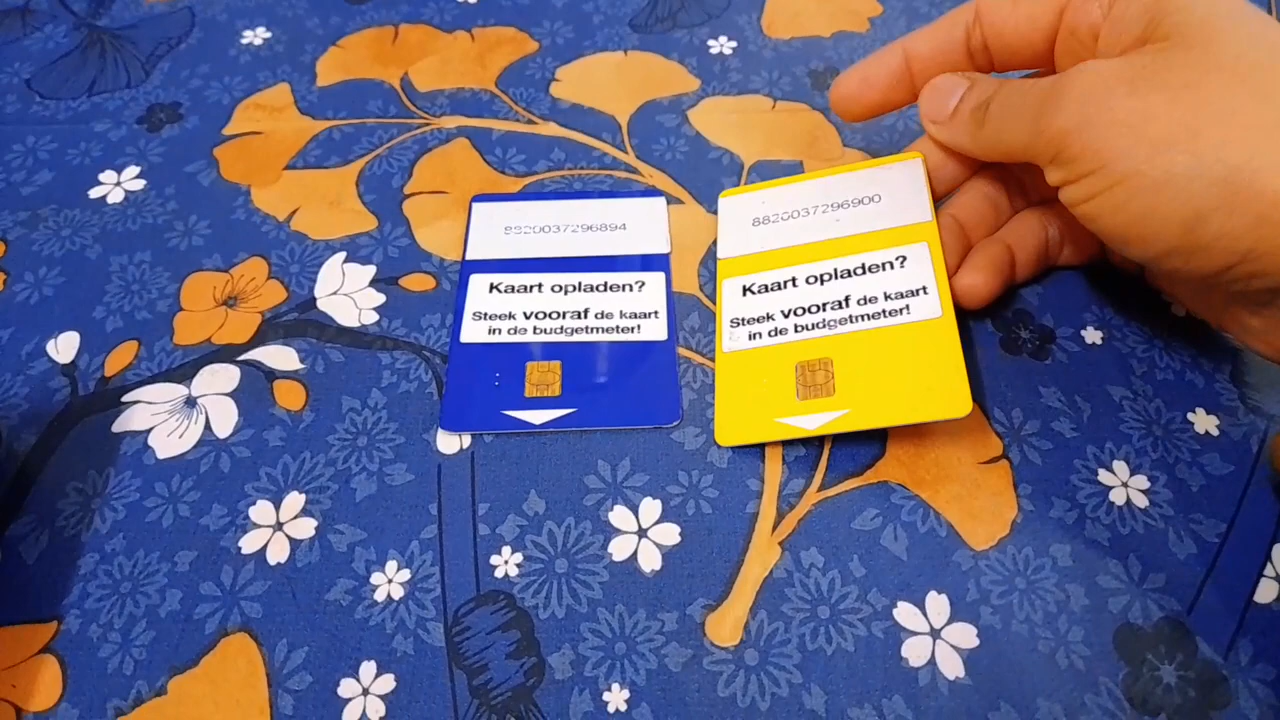 8820037296894
Kaart opladen?
Steek vooraf de kaart
in de budgetmeter!
8820037296900
Kaart opladen?
Steek vooraf de kaart
in de budgetmeter!